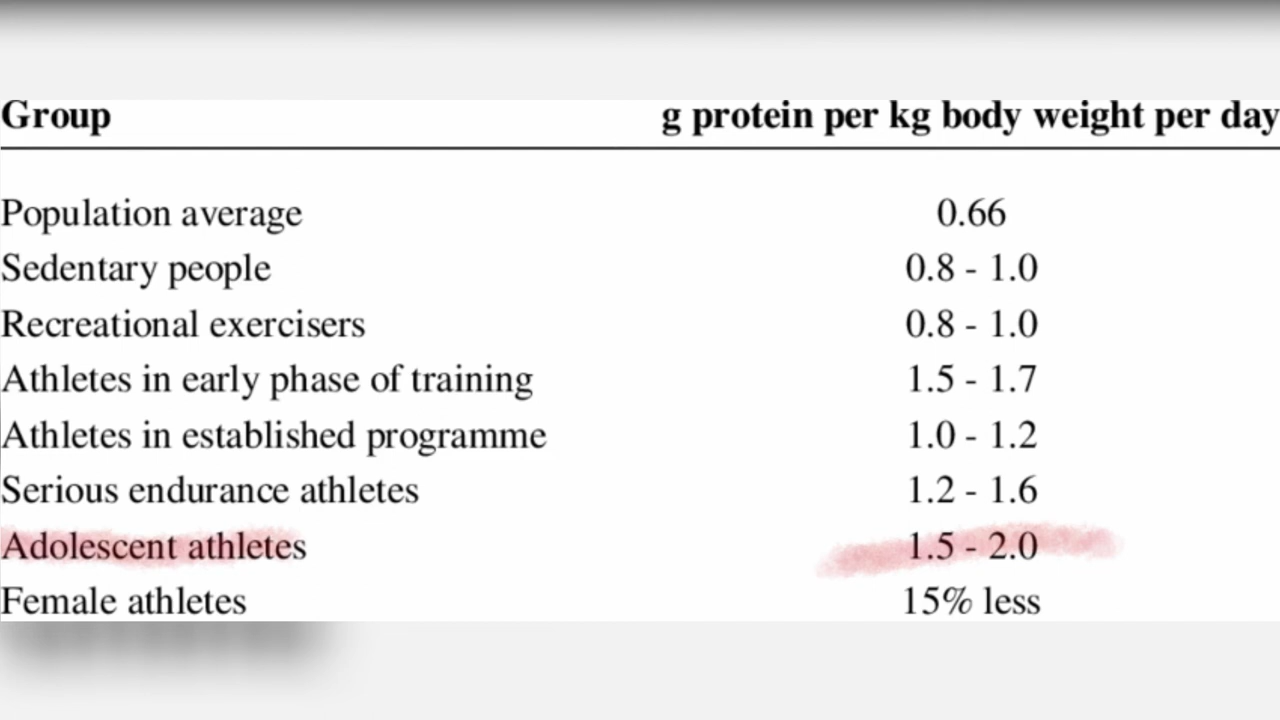 Group g protein per kg body weight per day
Population average 0.66
Sedentary people 0.8 - 1.0
Recreational exercisers 0.8 - 1.0
Athletes in early phase of training 1.5 - 1.7
Athletes in established programme 1.0 - 1.2
Serious endurance athletes 1.2 - 1.6
Adolescent athletes 1.5 - 2.0
Female athletes 15% less